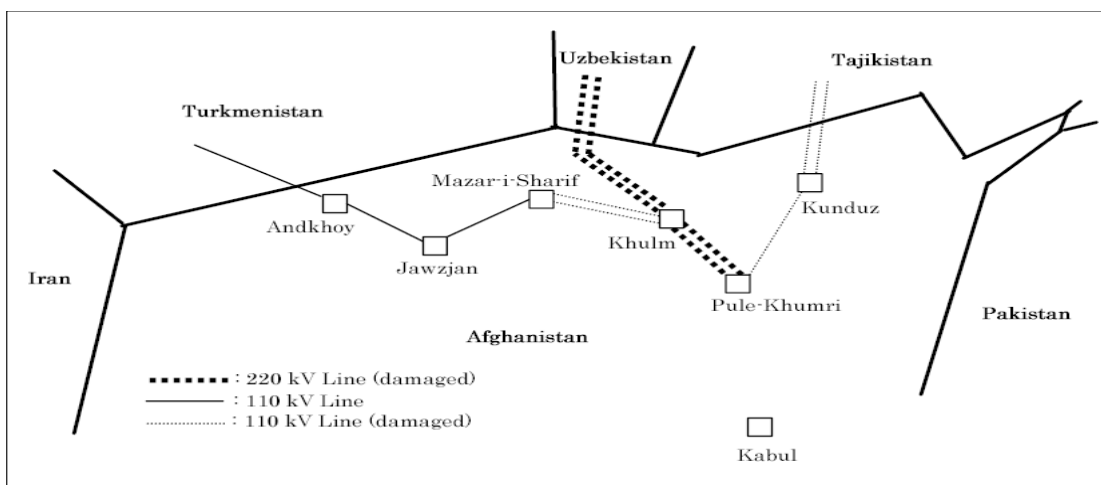 Uzbekistan
Tajikistan
Turkmenistan
Mazar-i-Sharif
Andkhoy
Khulm
Kunduz
Jawzjan
Iran
Pule-Khumri
Pakistan
Afghanistan
: 220 kV Line (damaged)
: 110 kV Line
: 110 kV Line (damaged)
Kabul